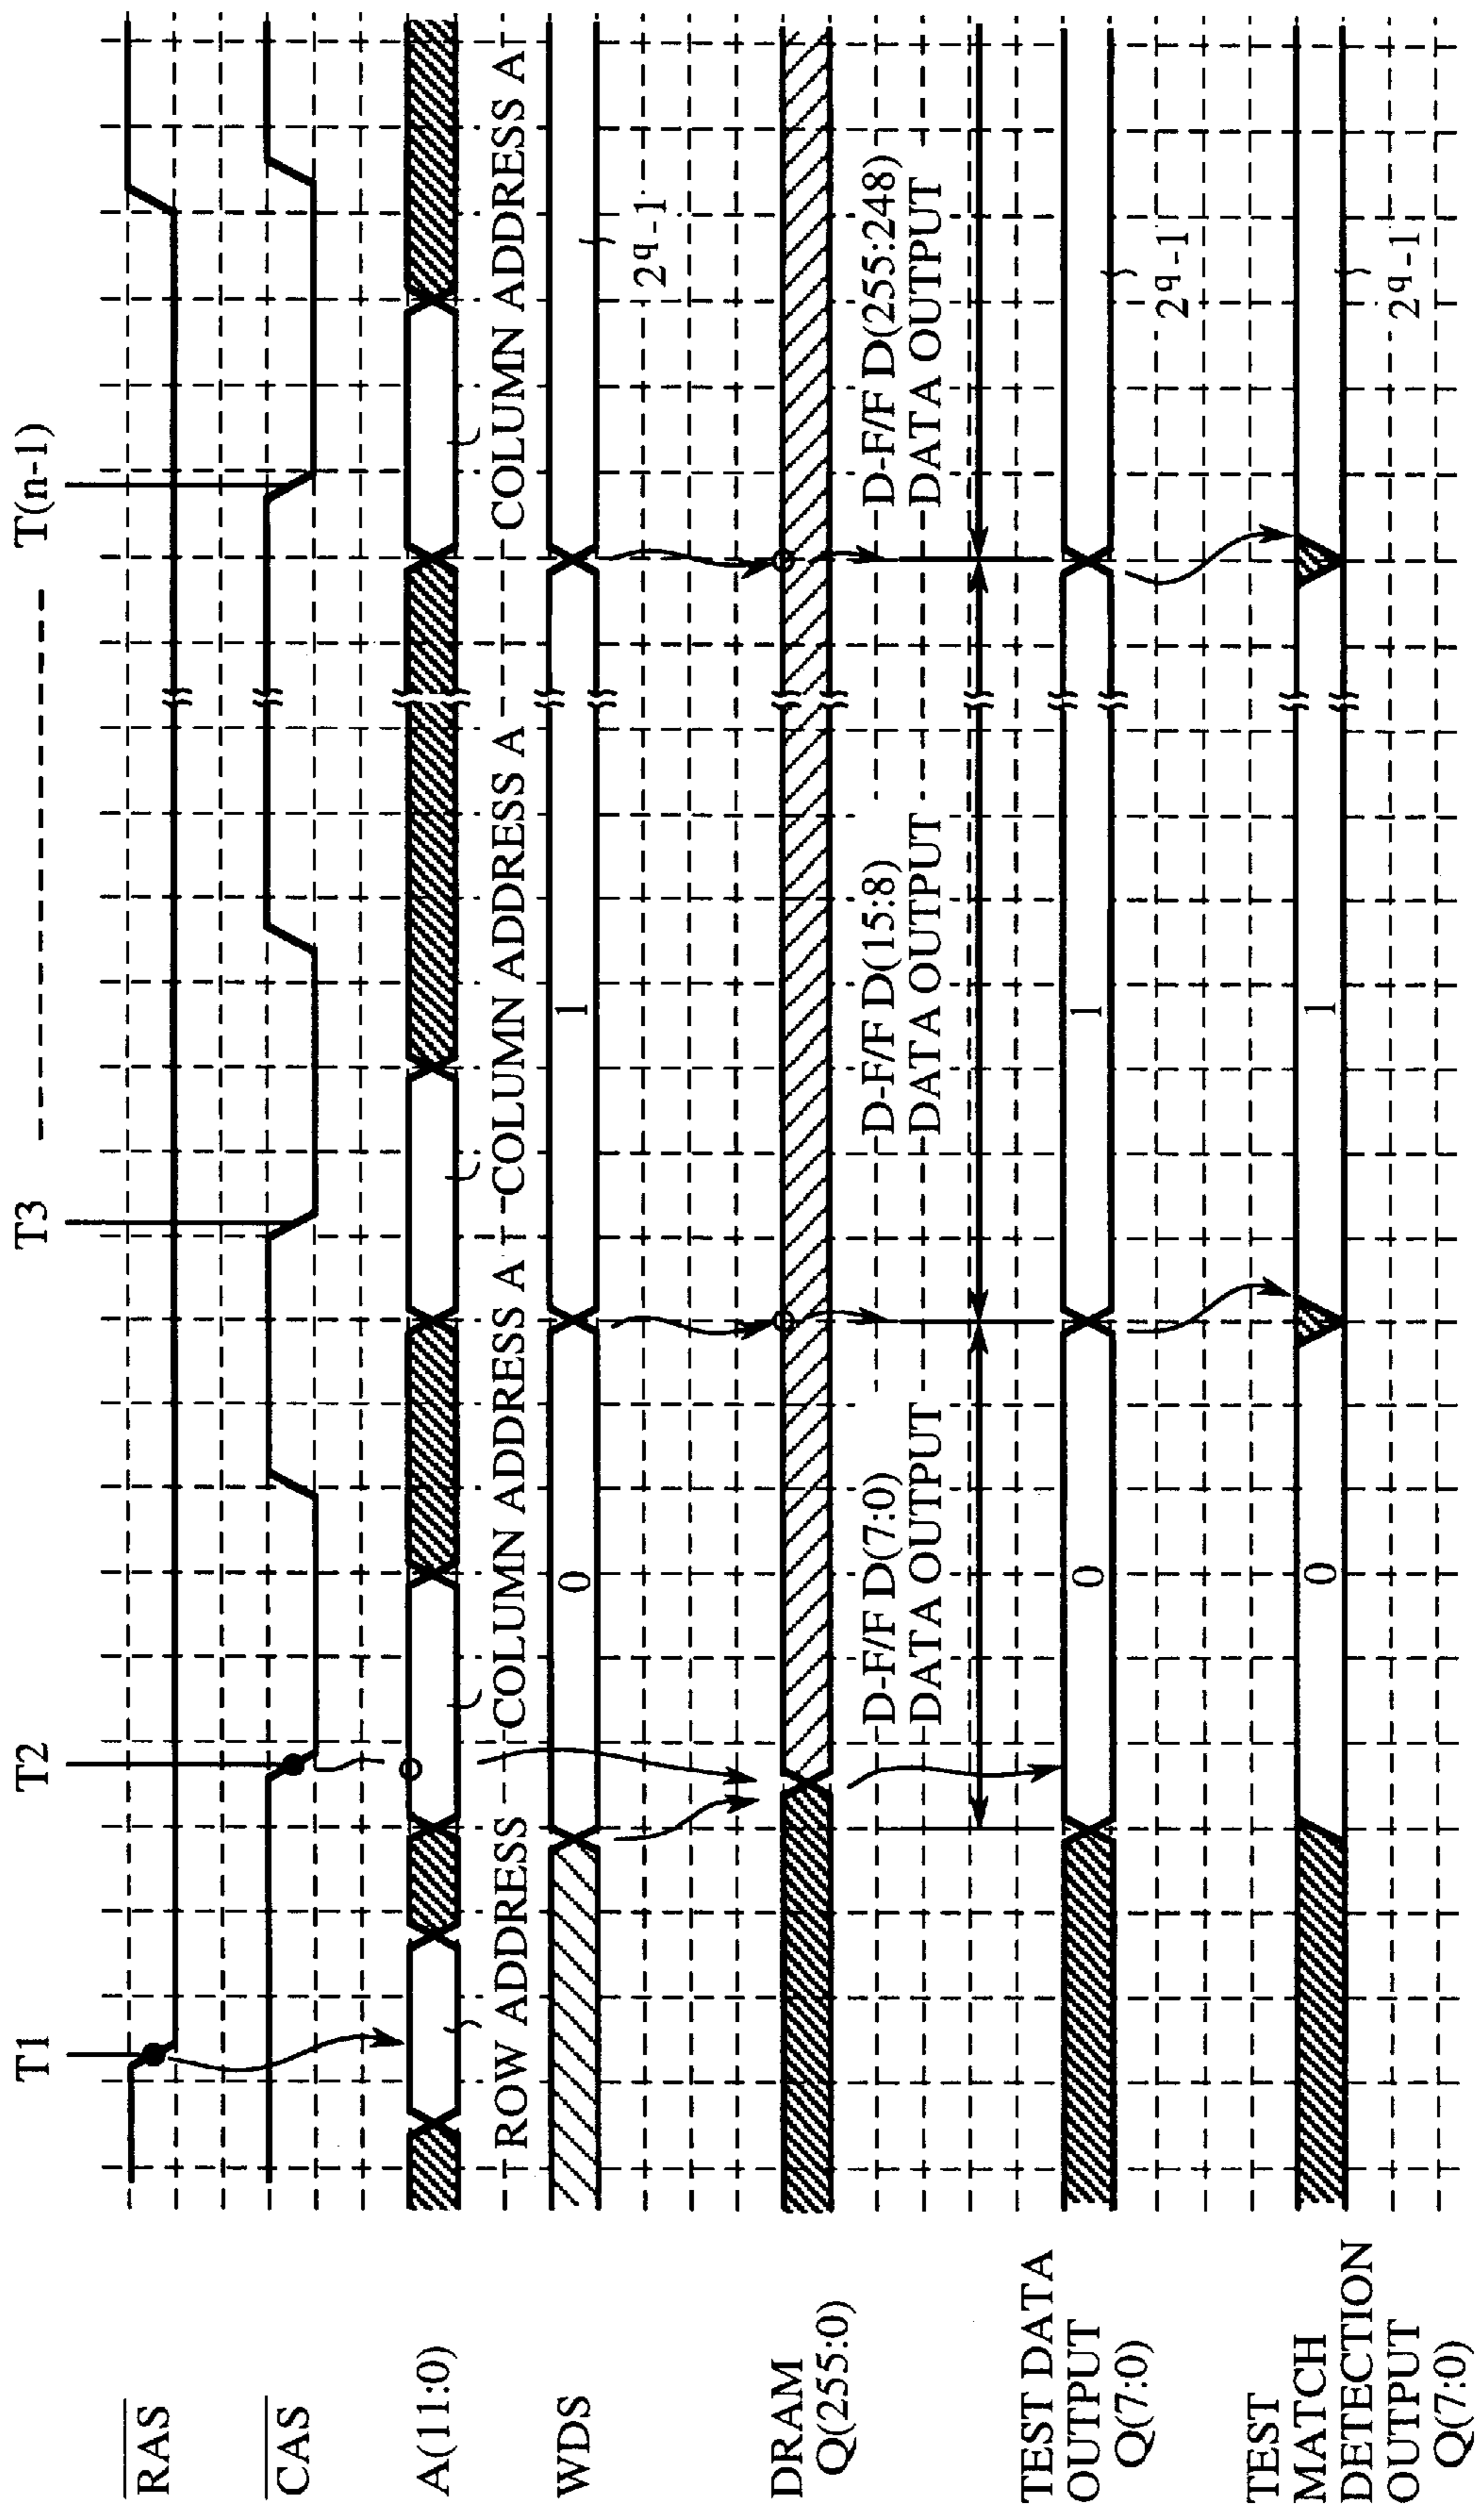 T1 T2 T3 T(n-1)
RAS
CAS
A(11:0)
ROW ADDRESS COLUMN ADDRESS A COLUMN ADDRESS A COLUMN ADDRESS A
WDS 0 1
2q-1
DRAM
Q(255:0)
D-F/F D(7:0) D-F/F D(15:8) D-F/F D(255:248)
DATA OUTPUT DATA OUTPUT DATA OUTPUT
TEST DATA
OUTPUT 0 1
Q(7:0)
2q-1
TEST
MATCH 0 1
DETECTION
OUTPUT
2q-1
Q(7:0)